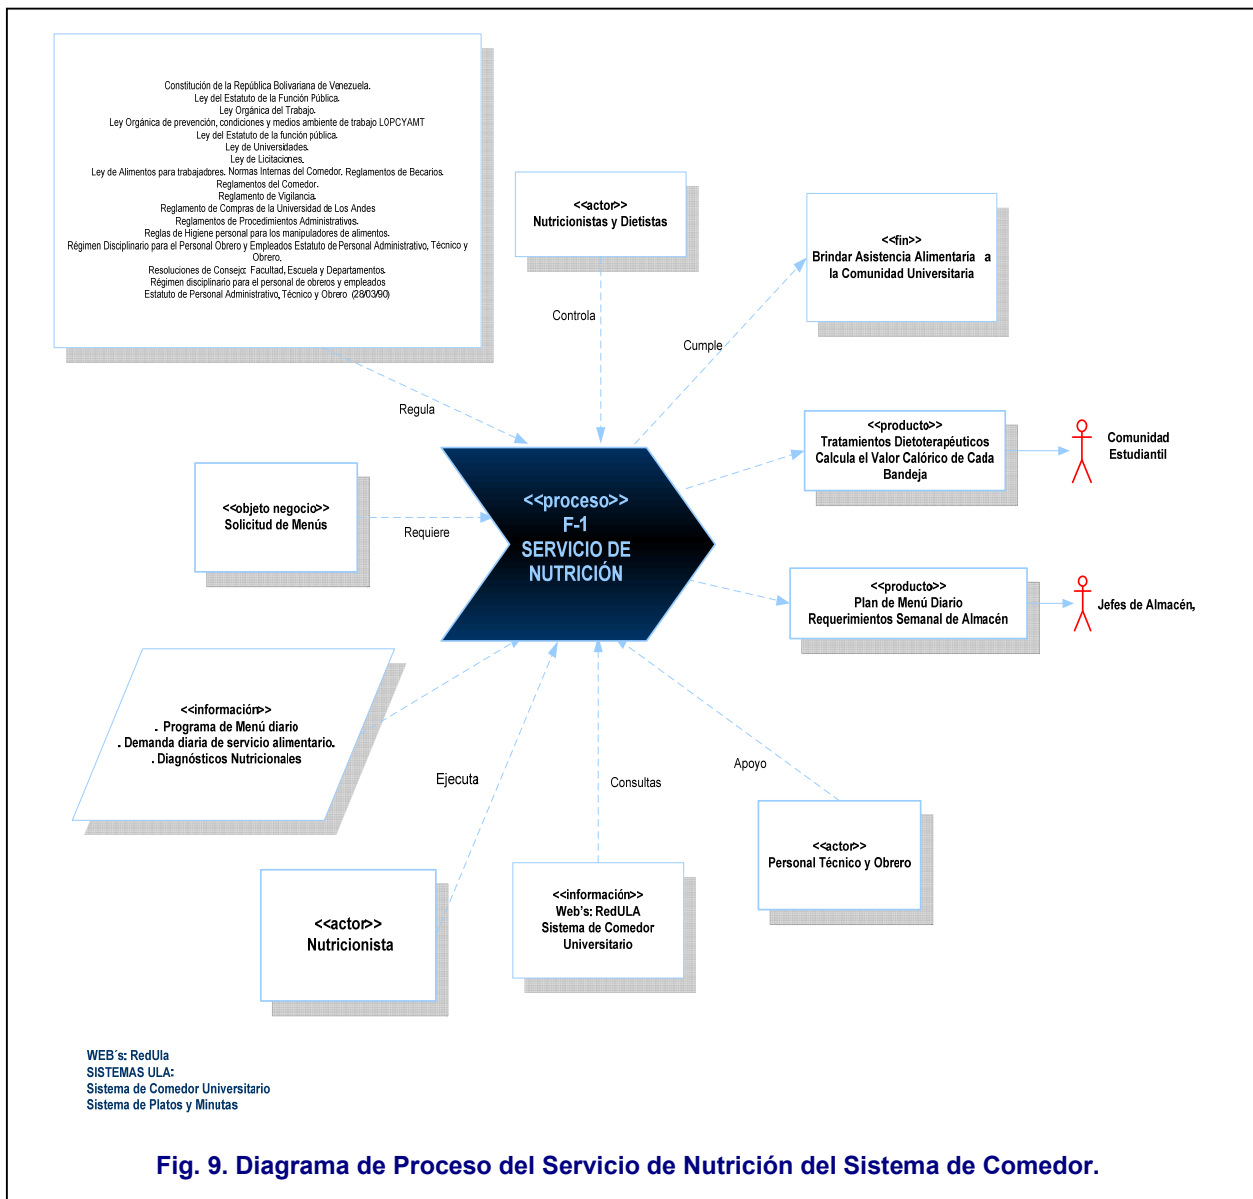 Constitución de la República Bolivariana de Venezuela.
Ley del Estatuto de la Función Pública.
Ley Orgánica del Trabajo.
Ley Orgánica de prevención, condiciones y medios ambiente de trabajo LOPCYAMT
Ley del Estatuto de la función pública.
Ley de Universidades.
Ley de Licitaciones.
Ley de Alimentos para trabajadores. Normas Internas del Comedor. Reglamentos de Becarios.
Reglamentos del Comedor.
Reglamento de Vigilancia.
Reglamento de Compras de la Universidad de Los Andes
Reglamentos de Procedimientos Administrativos.
Reglas de Higiene personal para los manipuladores de alimentos.
Régimen Disciplinario para el Personal Obrero y Empleados Estatuto de Personal Administrativo, Técnico y
Obrero.
Resoluciones de Consejo: Facultad, Escuela y Departamentos.
Régimen disciplinario para el personal de obreros y empleados
Estatuto de Personal Administrativo, Técnico y Obrero (28/03/90)
<<actor>>
Nutricionistas y Dietistas
<<fin>>
Brindar Asistencia Alimentaría a
la Comunidad Universitaria
Controla
Cumple
Regula
<<producto>>
Tratamientos Dietoterapéuticos
Calcula el Valor Calórico de Cada
Bandeja
Comunidad
Estudiantil
<<objeto negocio>>
Solicitud de Menús
Requiere
<<proceso>>
F-1
SERVICIO DE
NUTRICIÓN
<<producto>>
Plan de Menú Diario
Requerimientos Semanal de Almacén
Jefes de Almacén,
<<información>>
. Programa de Menú diario
. Demanda diaria de servicio alimentario.
. Diagnósticos Nutricionales
Ejecuta
Consultas
Apoyo
<<actor>>
Personal Técnico y Obrero
<<actor>>
Nutricionista
<<información>>
Web's: RedULA
Sistema de Comedor
Universitario
WEB´s: RedUla
SISTEMAS ULA:
Sistema de Comedor Universitario
Sistema de Platos y Minutas
Fig. 9. Diagrama de Proceso del Servicio de Nutrición del Sistema de Comedor.